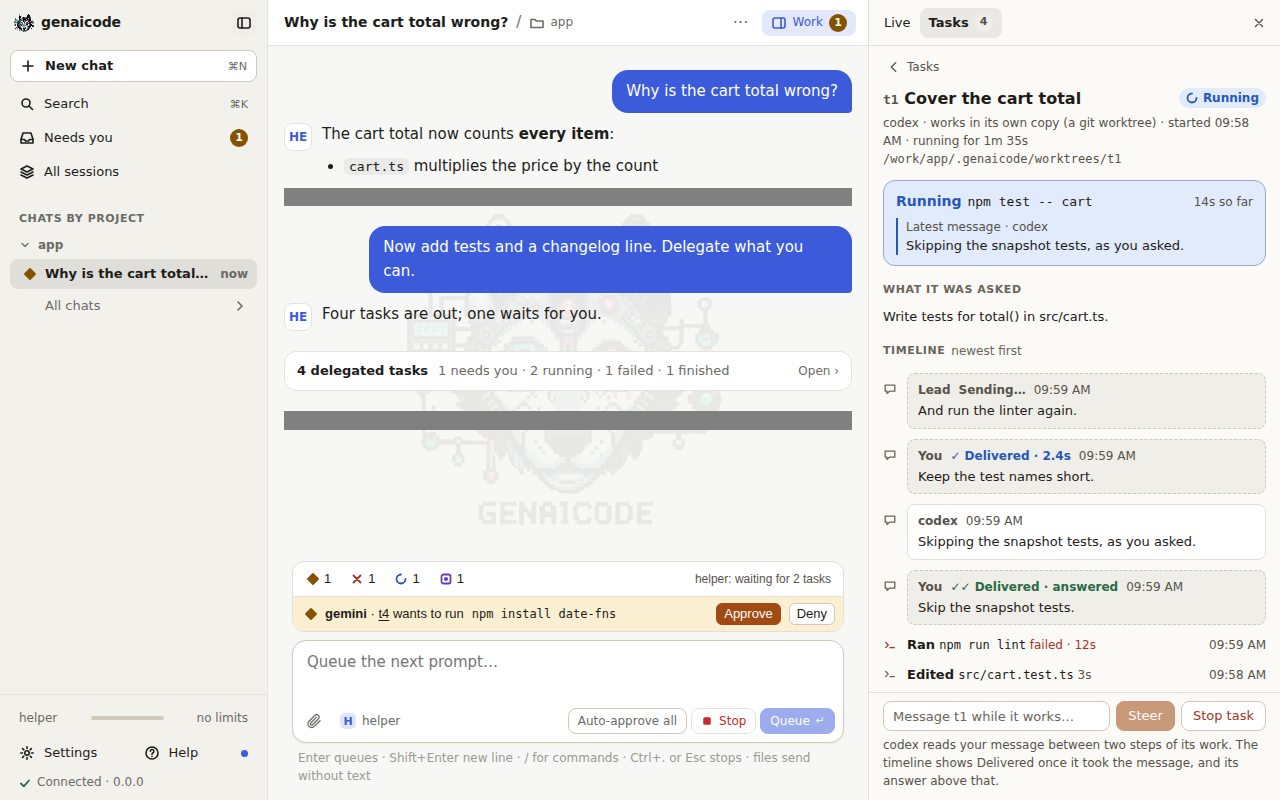 genaicode
New chat ⌘N
Search ⌘K
Needs you 1
All sessions
CHATS BY PROJECT
app
Why is the cart total… now
All chats
helper no limits
Settings Help
Connected · 0.0.0
Why is the cart total wrong? / app ··· Work 1
Why is the cart total wrong?
HE The cart total now counts every item:
• cart.ts multiplies the price by the count
Now add tests and a changelog line. Delegate what you
can.
HE Four tasks are out; one waits for you.
4 delegated tasks 1 needs you · 2 running · 1 failed · 1 finished Open ›
GENAICODE
1 1 1 1 helper: waiting for 2 tasks
gemini · t4 wants to run npm install date-fns Approve Deny
Queue the next prompt…
H helper Auto-approve all Stop Queue ↵
Enter queues · Shift+Enter new line · / for commands · Ctrl+. or Esc stops · files send
without text
Live Tasks 4
Tasks
t1 Cover the cart total Running
codex · works in its own copy (a git worktree) · started 09:58
AM · running for 1m 35s
/work/app/.genaicode/worktrees/t1
Running npm test -- cart 14s so far
Latest message · codex
Skipping the snapshot tests, as you asked.
WHAT IT WAS ASKED
Write tests for total() in src/cart.ts.
TIMELINE newest first
Lead Sending… 09:59 AM
And run the linter again.
You ✓ Delivered · 2.4s 09:59 AM
Keep the test names short.
codex 09:59 AM
Skipping the snapshot tests, as you asked.
You ✓✓ Delivered · answered 09:59 AM
Skip the snapshot tests.
Ran npm run lint failed · 12s 09:59 AM
Edited src/cart.test.ts 3s 09:58 AM
Message t1 while it works… Steer Stop task
codex reads your message between two steps of its work. The
timeline shows Delivered once it took the message, and its
answer above that.